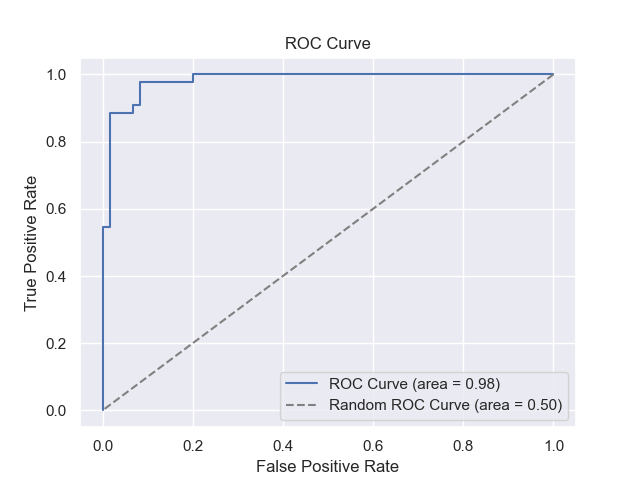 ROC Curve
1.0
0.8
0.6
0.4
0.2
0.0
True Positive Rate
ROC Curve (area = 0.98)
Random ROC Curve (area = 0.50)
0.0 0.2 0.4 0.6 0.8 1.0
False Positive Rate